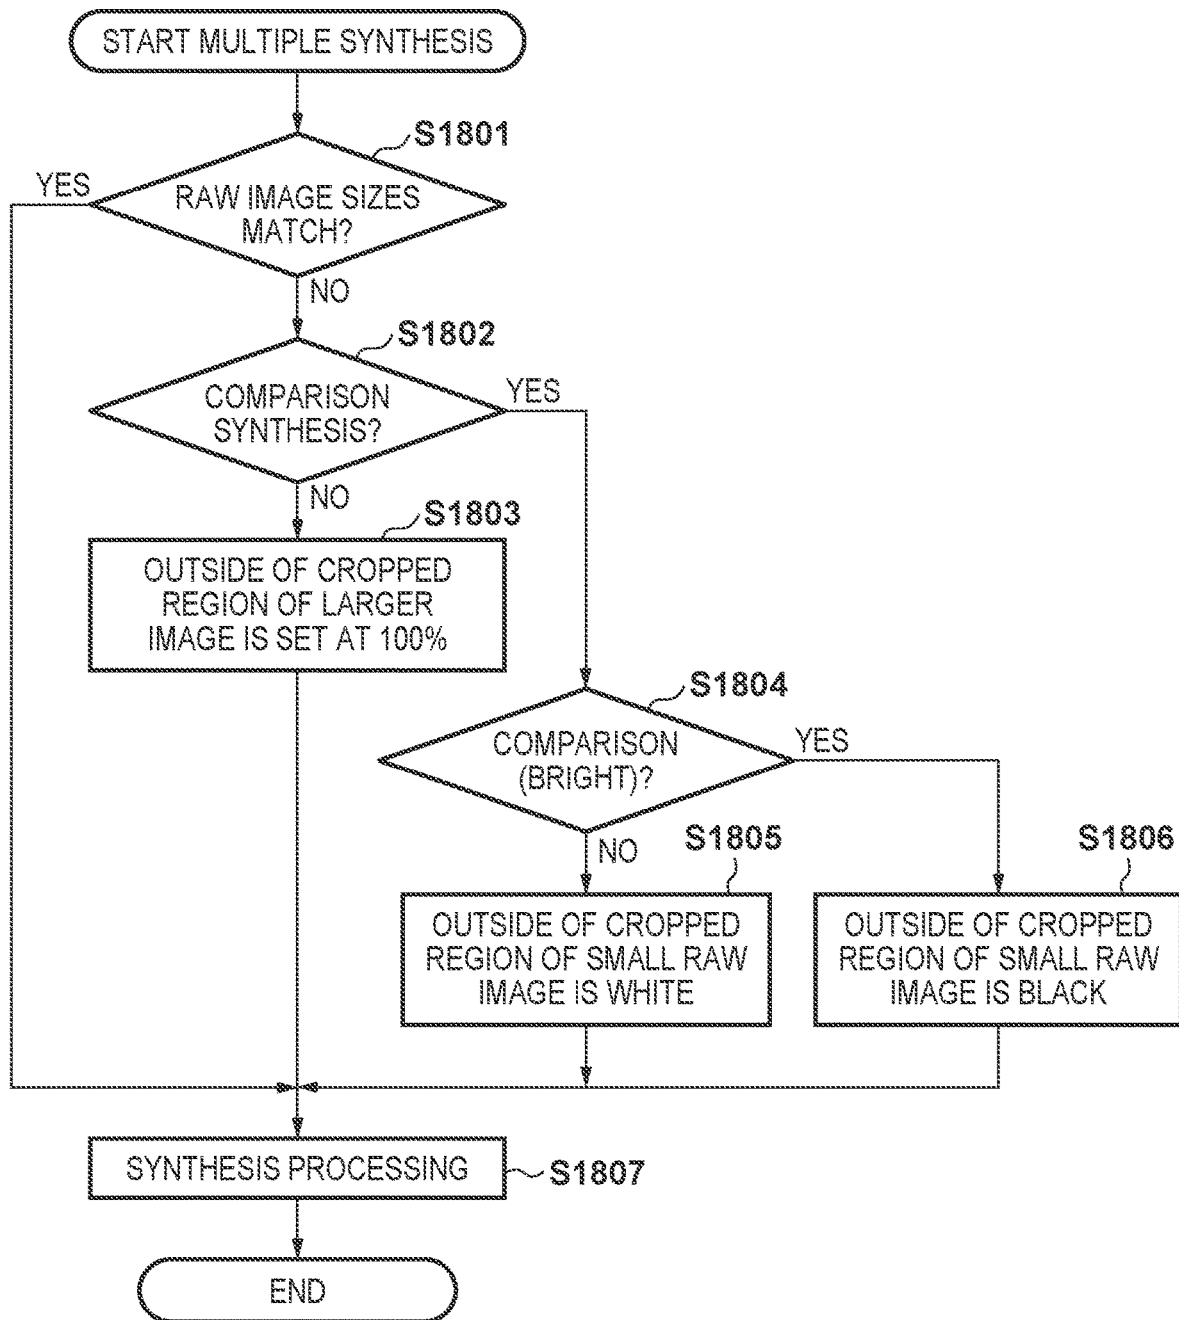 START MULTIPLE SYNTHESIS
S1801
YES
RAW IMAGE SIZES
MATCH?
NO
S1802
YES
COMPARISON
SYNTHESIS?
NO
S1803
OUTSIDE OF CROPPED
REGION OF LARGER
IMAGE IS SET AT 100%
S1804
COMPARISON
(BRIGHT)?
YES
NO
S1805
S1806
OUTSIDE OF CROPPED
REGION OF SMALL RAW
IMAGE IS WHITE
OUTSIDE OF CROPPED
REGION OF SMALL RAW
IMAGE IS BLACK
SYNTHESIS PROCESSING
S1807
END